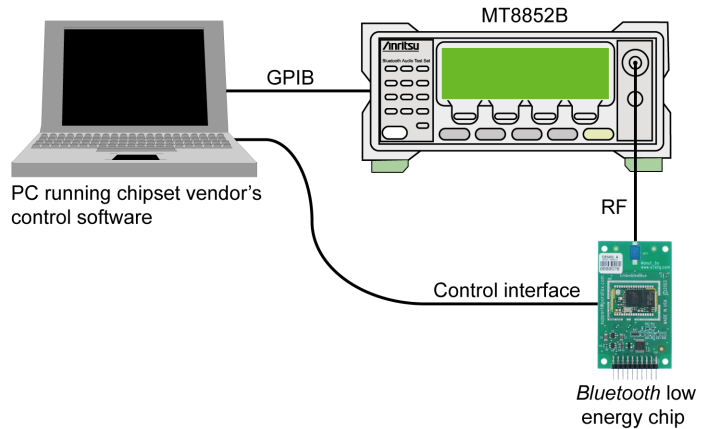 MT8852B
Anritsu
Bluetooth Audio Test Set
GPIB
PC running chipset vendor's
control software
RF
Control interface
Bluetooth low
energy chip